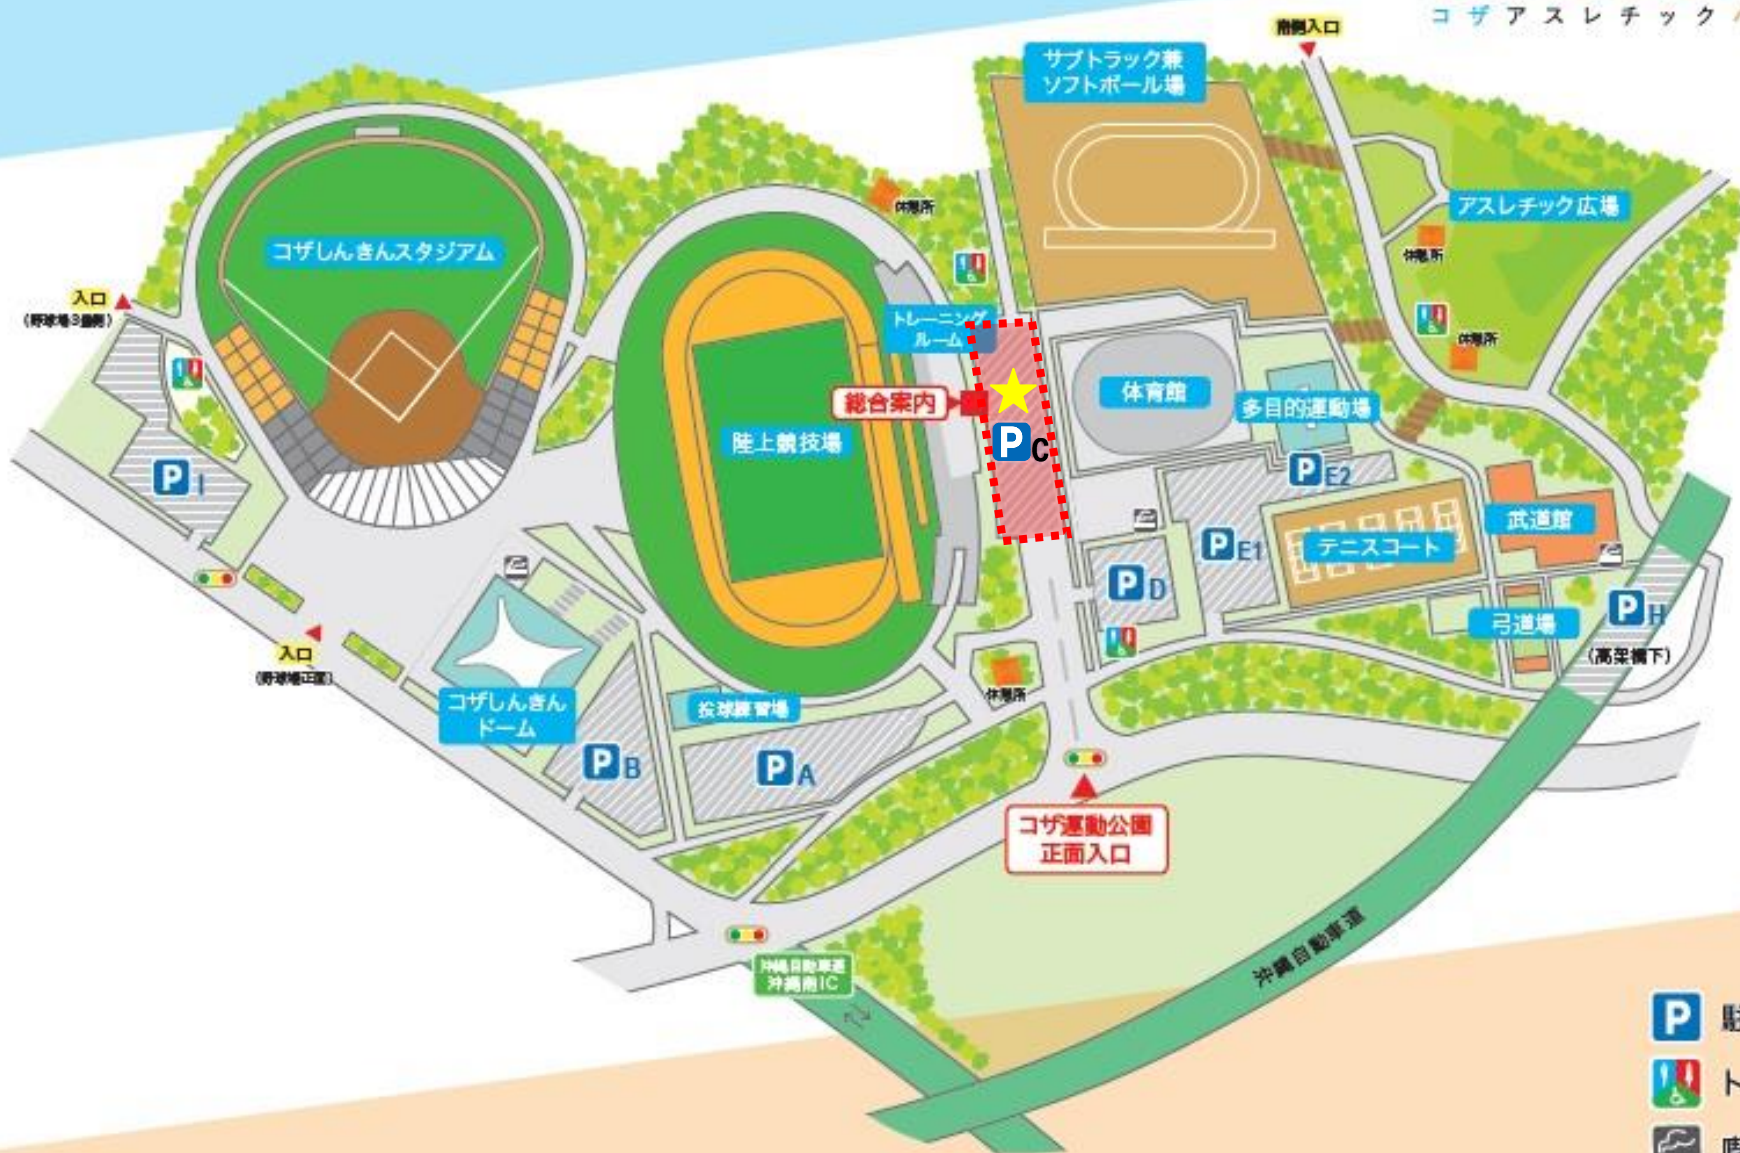 コザアスレチック
南側入口
サブトラック兼
ソフトボール場
アスレチック広場
休憩所
休憩所
コザしんきんスタジアム
休憩所
入口
(野球場3塁側)
トレーニング
ルーム
総合案内
体育館
多目的運動場
陸上競技場
P C
P E2
P I
武道館
テニスコート
P E1
P D
P H
弓道場
(高架橋下)
入口
(野球場正面)
休憩所
コザしんきん
ドーム
投球練習場
P B
P A
コザ運動公園
正面入口
沖縄自動車道
沖縄自動車道
沖縄南IC
P
ト